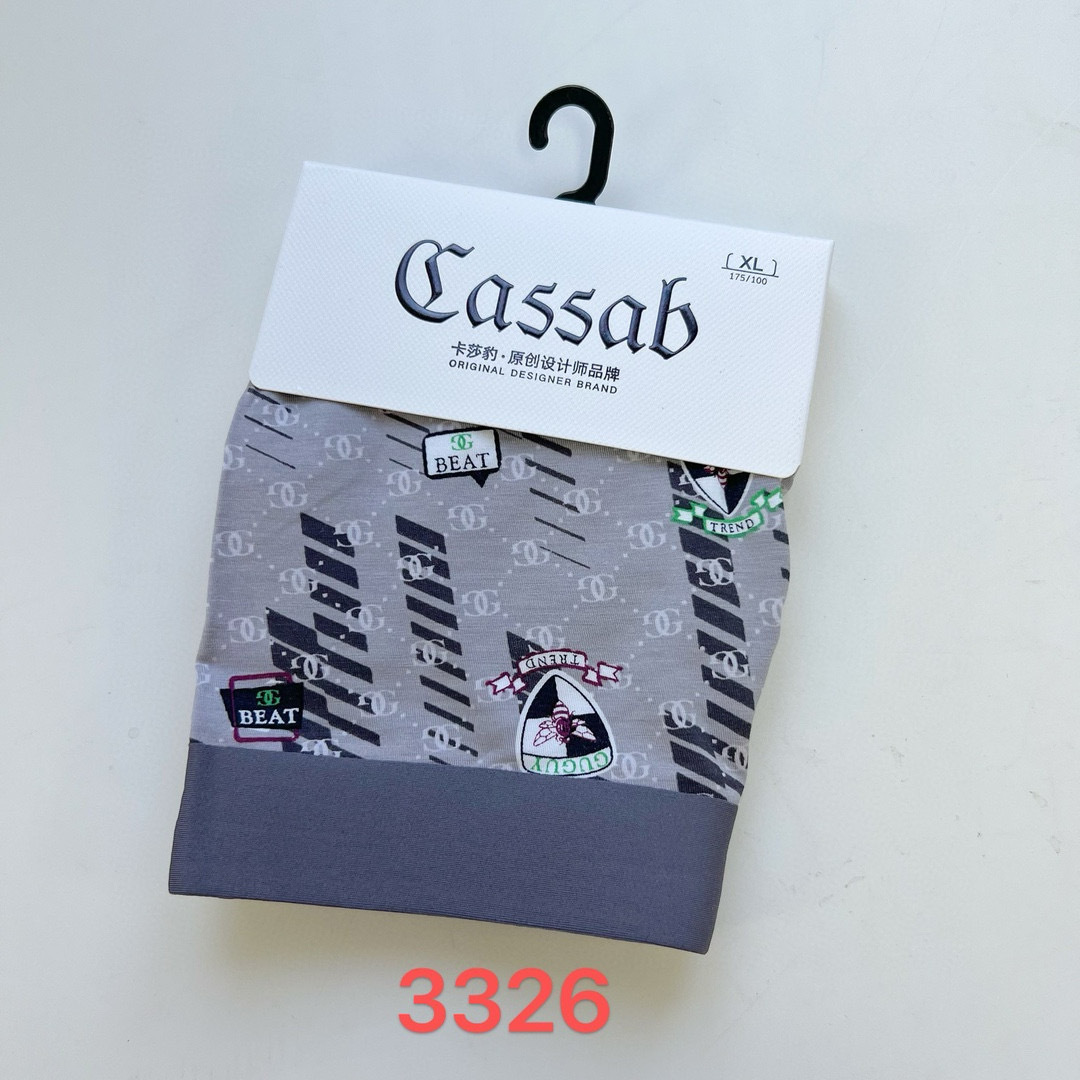 Cassab
XL
175/100
卡莎豹·原创设计师品牌
ORIGINAL DESIGNER BRAND
BEAT
TREND
TREND
BEAT
GUGUY
3326